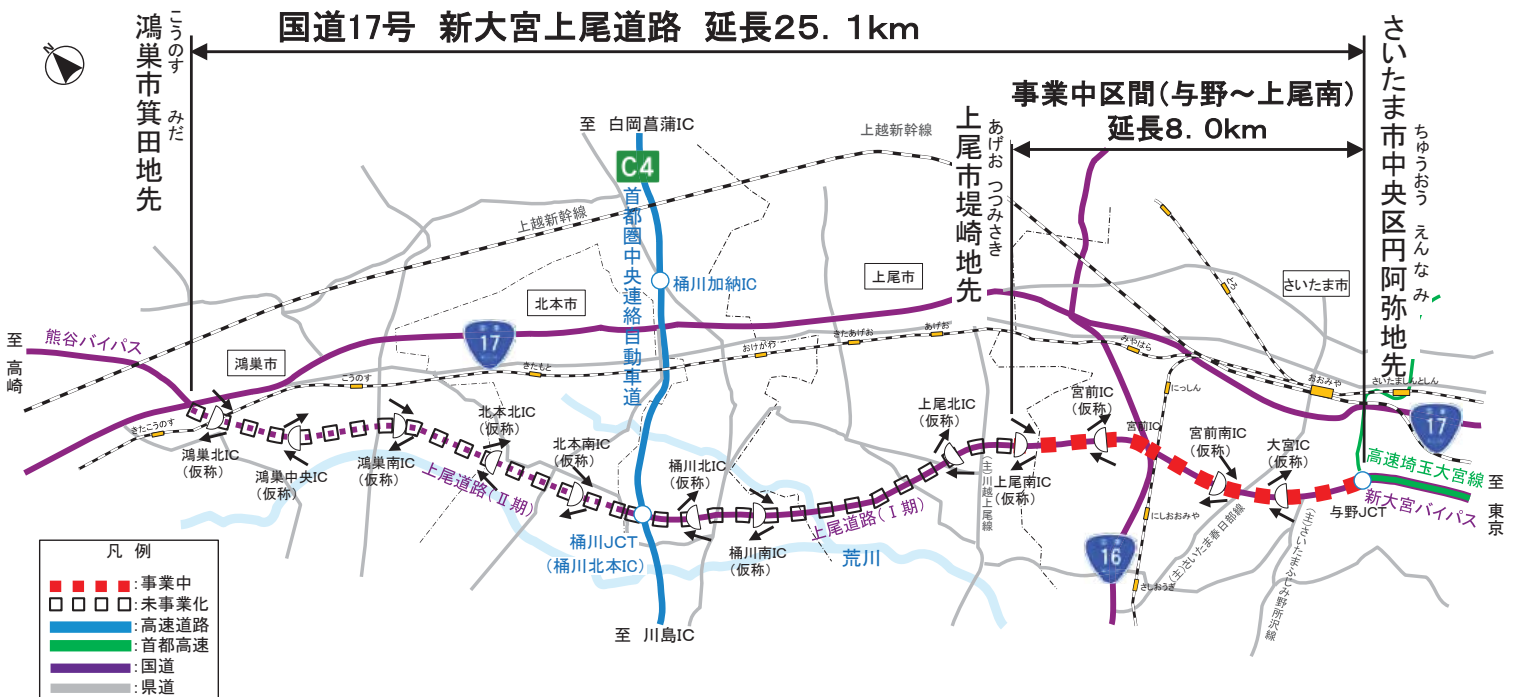 国道17号 新大宮上尾道路 延長25．1km
事業中区間（与野～上尾南）
延長8．0km
N
鴻巣市箕田地先
こうのす みだ
上尾市堤崎地先
あげお つつみさき
さいたま市中央区円阿弥地先
ちゅうおう えんなみ
至 白岡菖蒲IC
C4
首都圏中央連絡自動車道
上越新幹線
上越新幹線
桶川加納IC
上尾市
北本市
さいたま市
鴻巣市
至 高崎
熊谷バイパス
17
こうのす
きたもと
おけがわ
きたあげお
あげお
みやはら
にっしん
おおみや
さいたましんとしん
きたこうのす
17
鴻巣北IC
（仮称）
鴻巣中央IC
（仮称）
鴻巣南IC
（仮称）
北本北IC
（仮称）
北本南IC
（仮称）
桶川北IC
（仮称）
桶川南IC
（仮称）
上尾北IC
（仮称）
上尾南IC
（仮称）
宮前IC
（仮称）
宮前IC
宮前南IC
（仮称）
大宮IC
（仮称）
与野JCT
高速埼玉大宮線
新大宮バイパス
至 東京
上尾道路（Ⅱ期）
上尾道路（Ⅰ期）
（主）川越上尾線
桶川JCT
（桶川北本IC）
荒川
16
にしおおみや
さしおうぎ
（主）さいたま春日部線
（主）さいたまふじみ野所沢線
至 川島IC
凡 例
：事業中
：未事業化
：高速道路
：首都高速
：国道
：県道